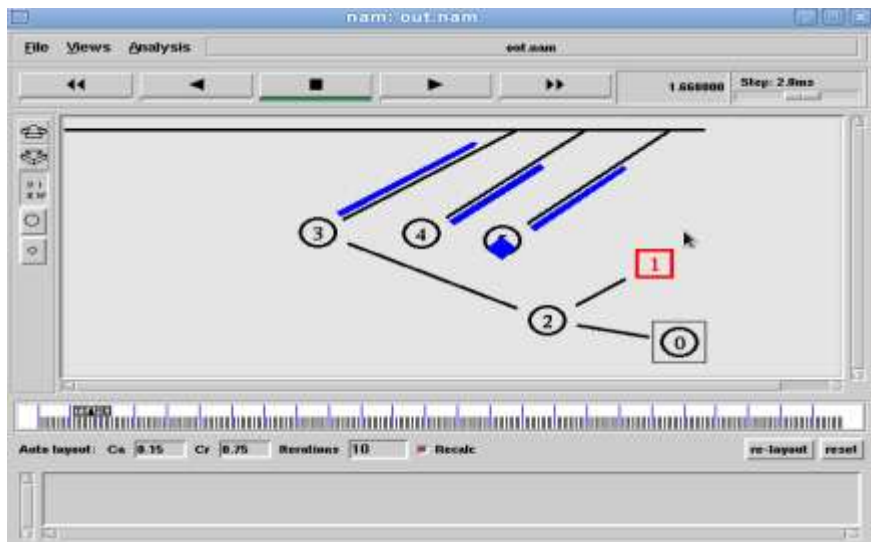 nam: out.nam
File Views Analysis out.nam
1.660000 Step: 2.0ms
3
4
1
2
0
TIME
Auto layout: Ca 0.15 Cr 0.75 Iterations 10 Recalc re-layout reset